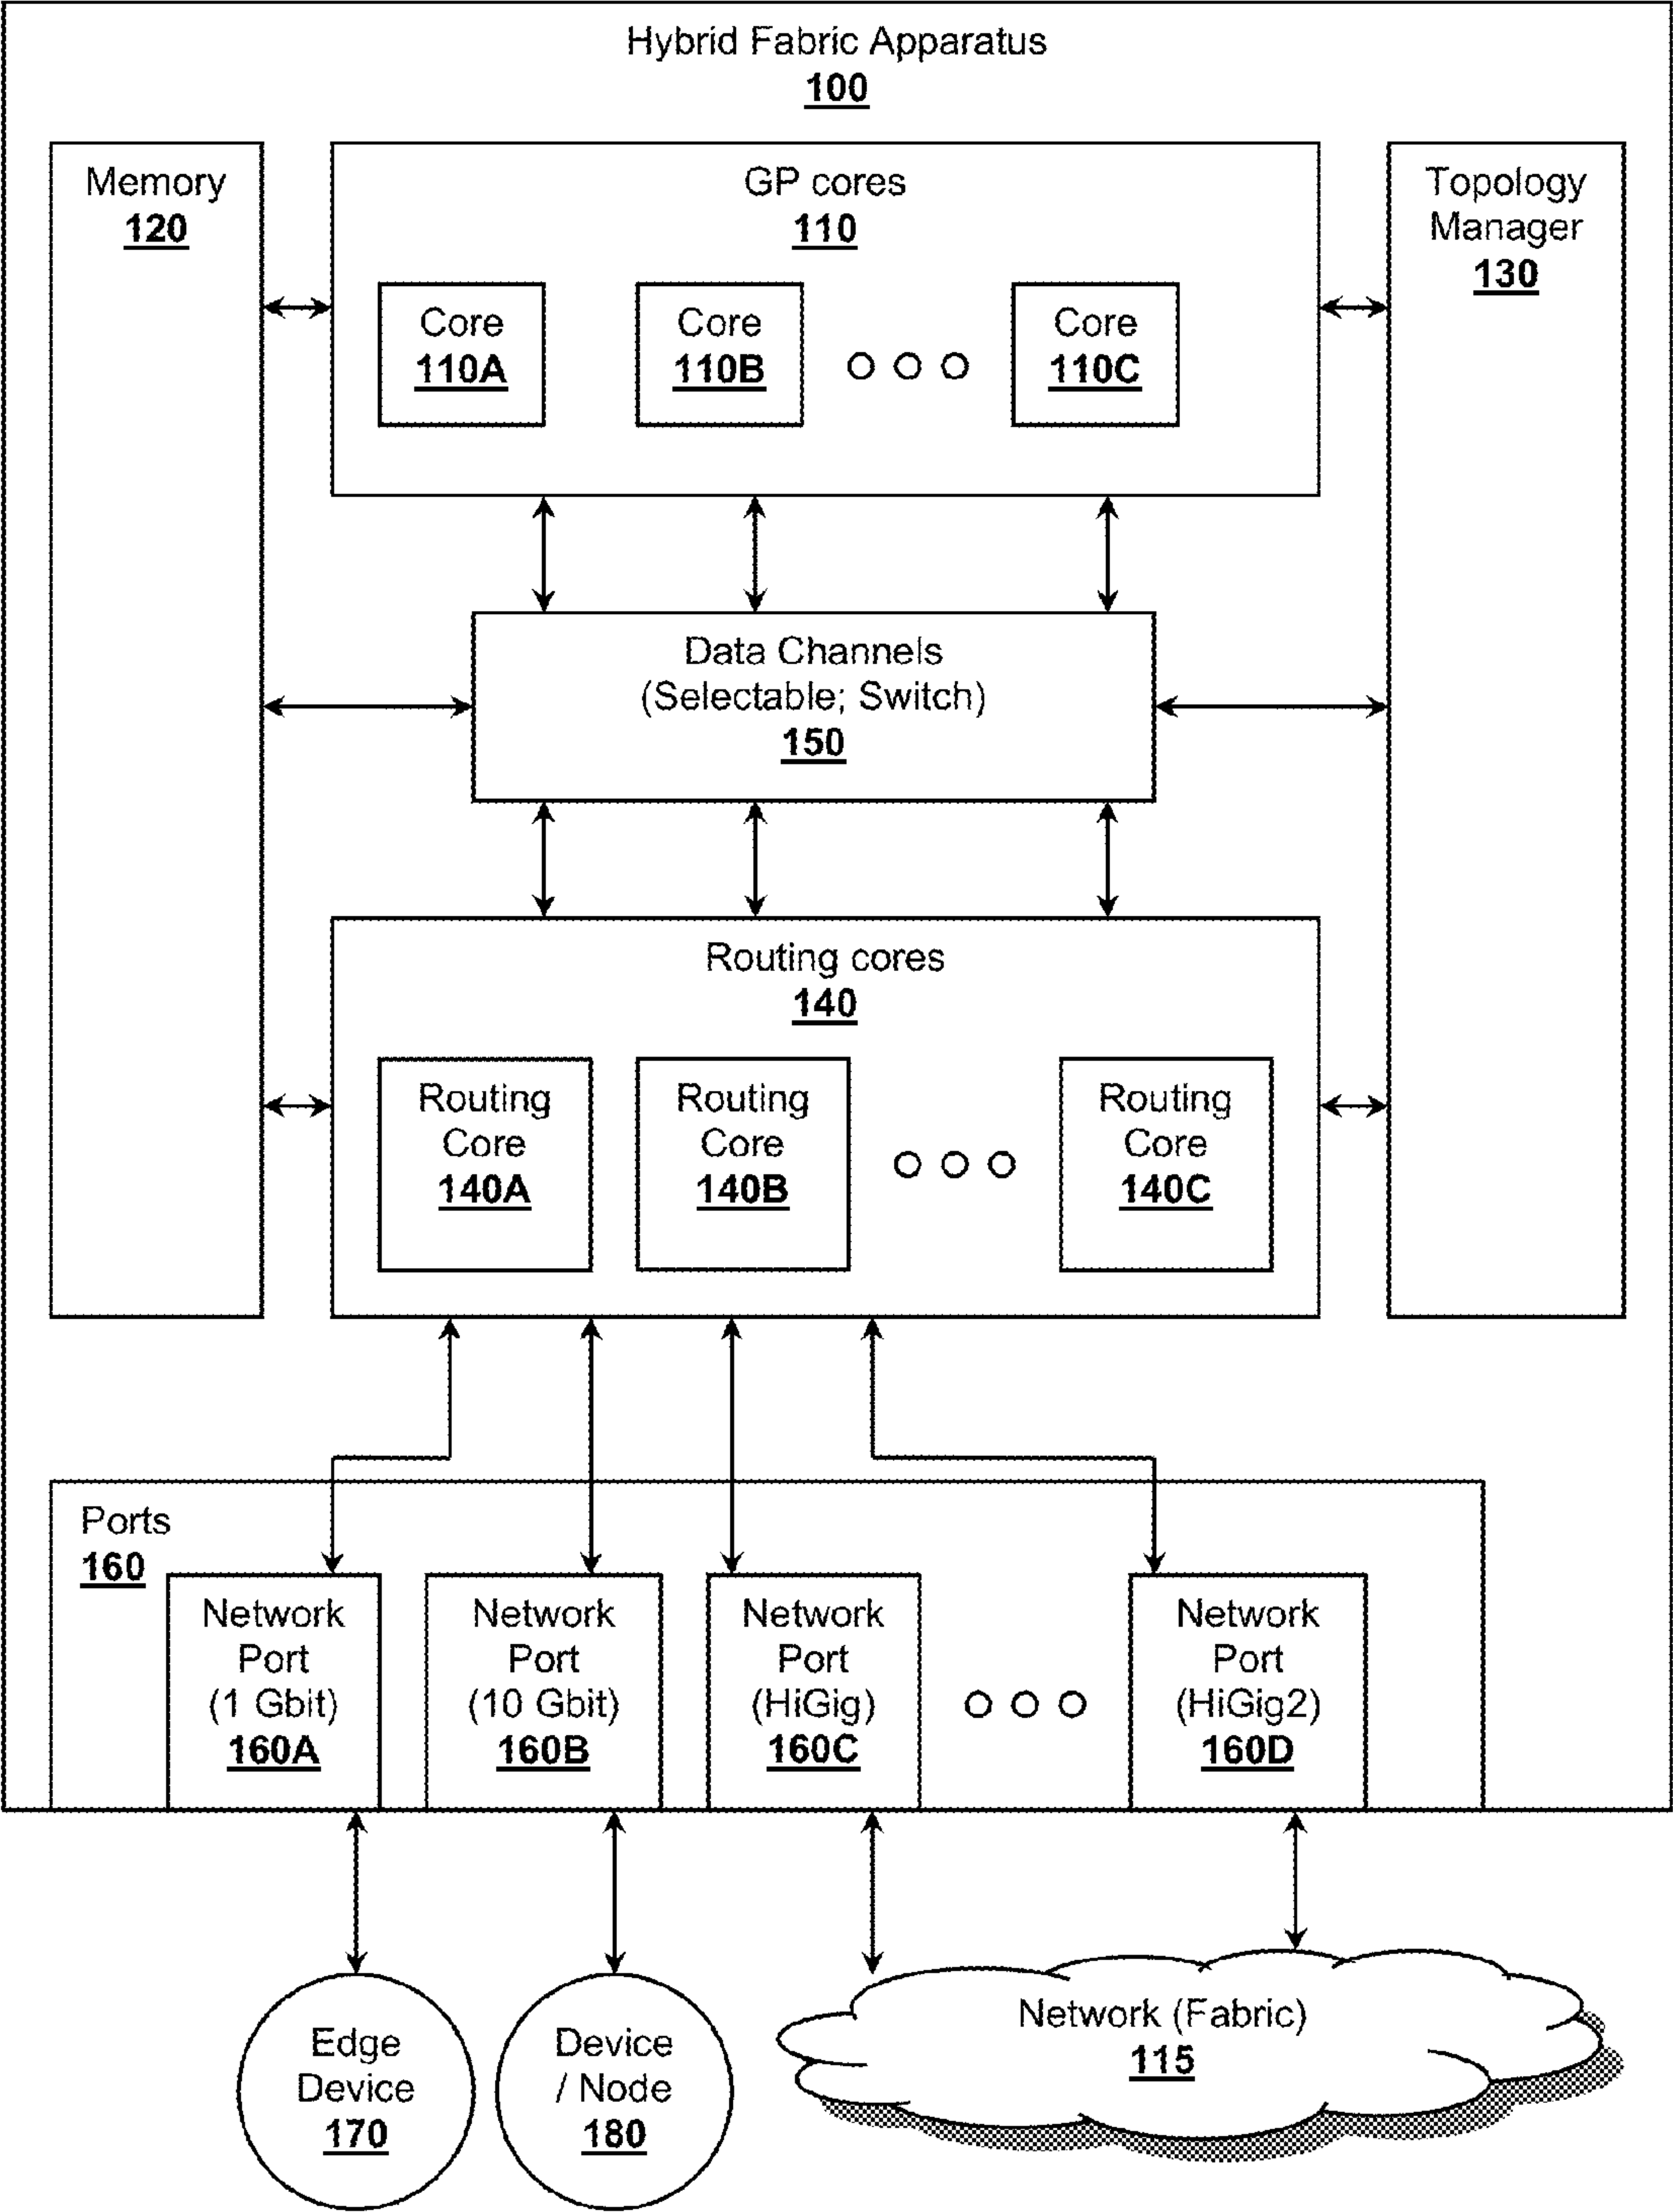 Hybrid Fabric Apparatus
100
Memory
120
GP cores
110
Topology
Manager
130
Core
110A
Core
110B
Core
110C
Data Channels
(Selectable; Switch)
150
Routing cores
140
Routing
Core
140A
Routing
Core
140B
Routing
Core
140C
Ports
160
Network
Port
(1 Gbit)
160A
Network
Port
(10 Gbit)
160B
Network
Port
(HiGig)
160C
Network
Port
(HiGig2)
160D
Edge
Device
170
Device
/ Node
180
Network (Fabric)
115